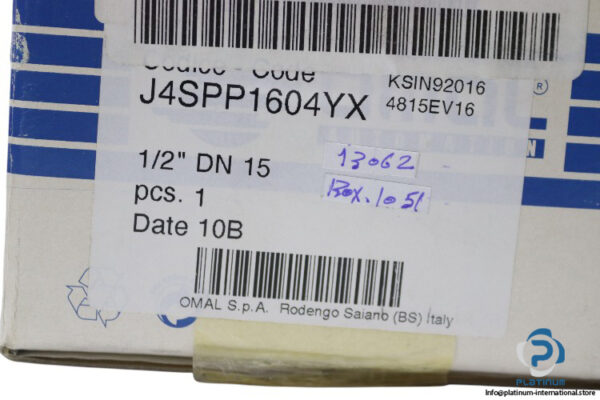 Codice - Code
KSIN92016
J4SPP1604YX
4815EV16
®
1/2" DN 15
13062
pcs. 1
Box.1051
Date 10B
OMAL S.p.A. Rodengo Saiano (BS) Italy
PLATINUM
info@platinum-international.store